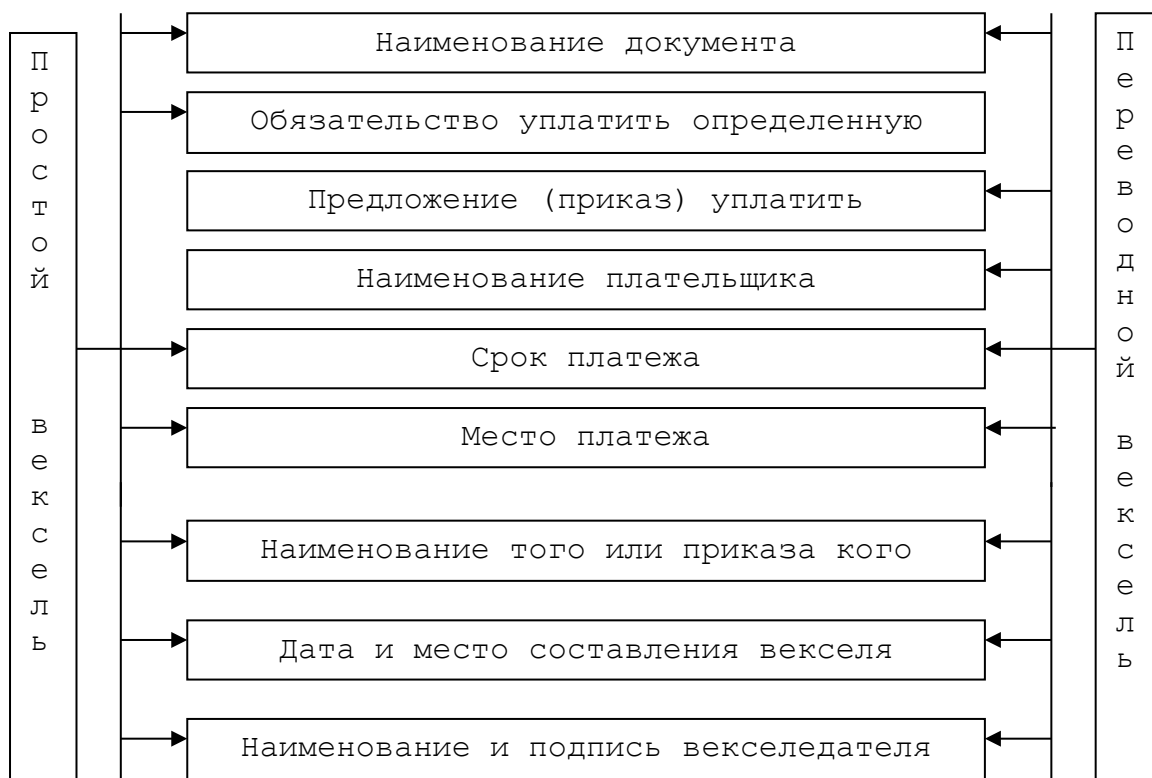 Простой вексель
Наименование документа
Обязательство уплатить определенную
Предложение (приказ) уплатить
Наименование плательщика
Срок платежа
Место платежа
Наименование того или приказа кого
Дата и место составления векселя
Наименование и подпись векселедателя
Переводной вексель